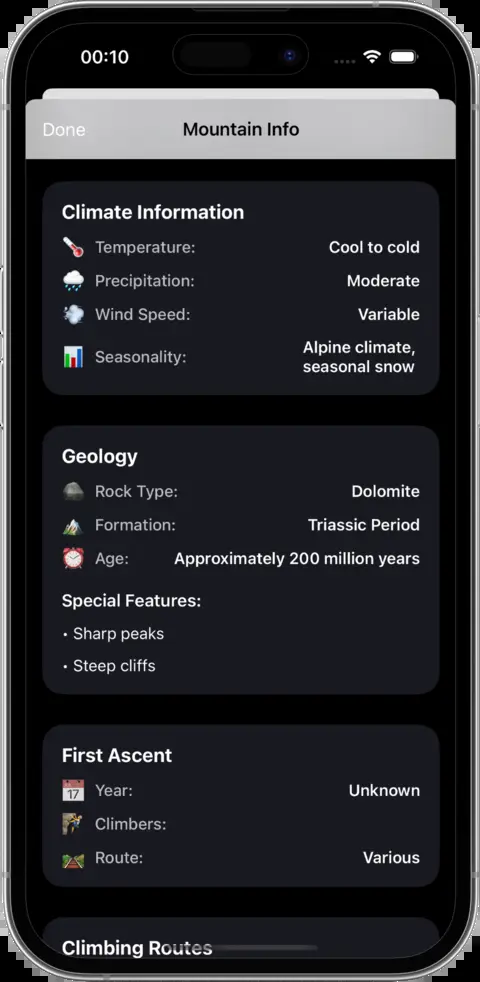 00:10
Done
Mountain Info
Climate Information
Temperature: Cool to cold
Precipitation: Moderate
Wind Speed: Variable
Seasonality: Alpine climate,
seasonal snow
Geology
Rock Type: Dolomite
Formation: Triassic Period
Age: Approximately 200 million years
Special Features:
• Sharp peaks
• Steep cliffs
First Ascent
17
Year: Unknown
Climbers:
Route: Various
Climbing Routes